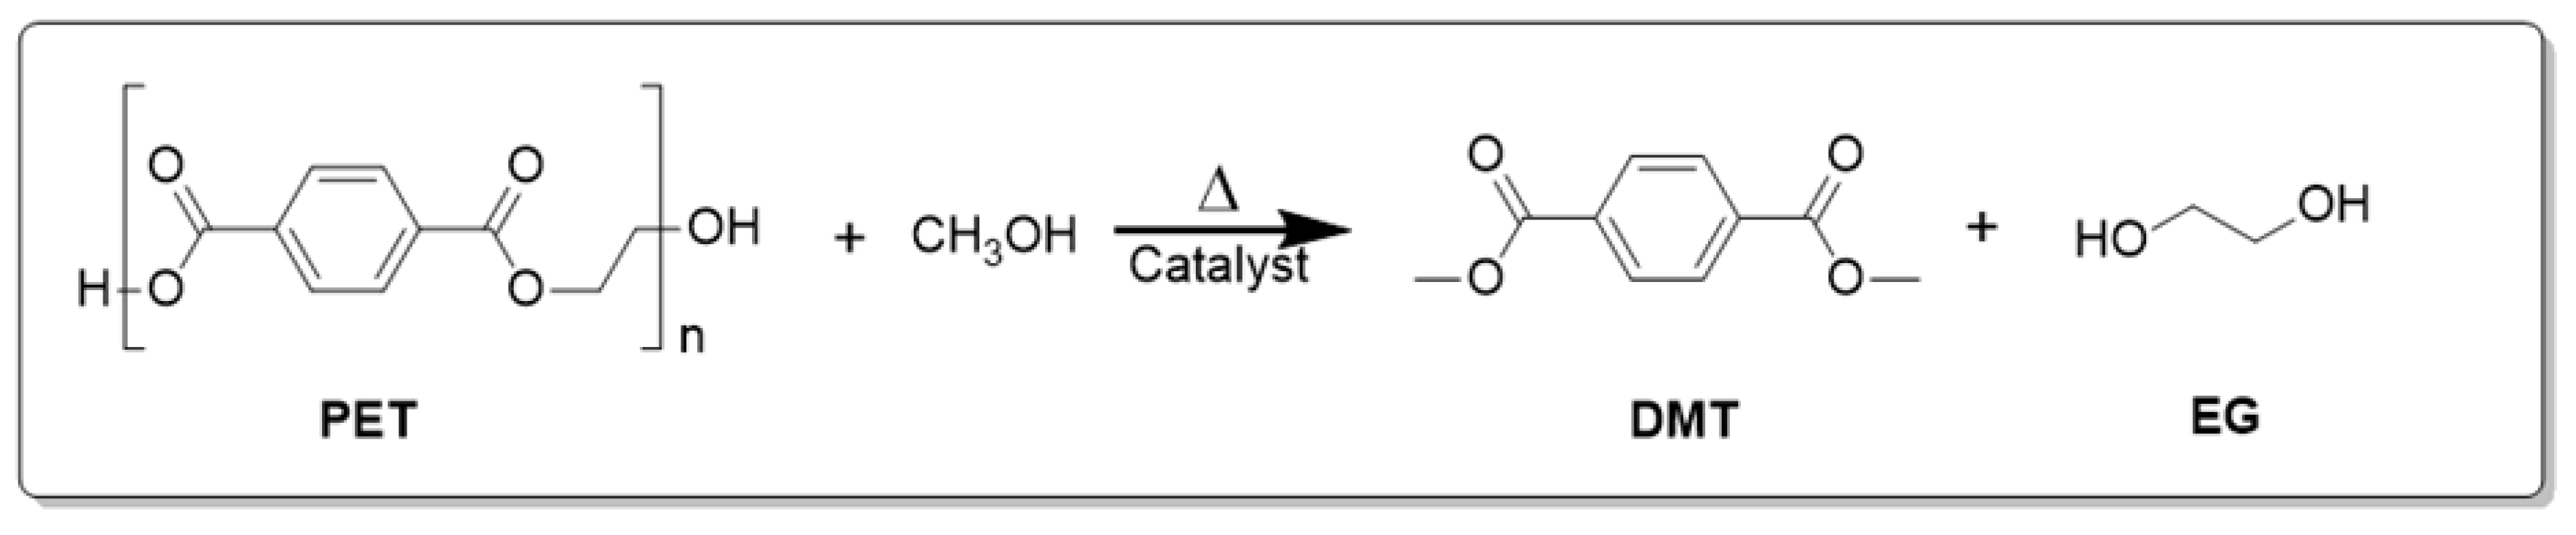 H O O O O OH n + CH₃OH Δ Catalyst O O O O + HO OH
PET DMT EG